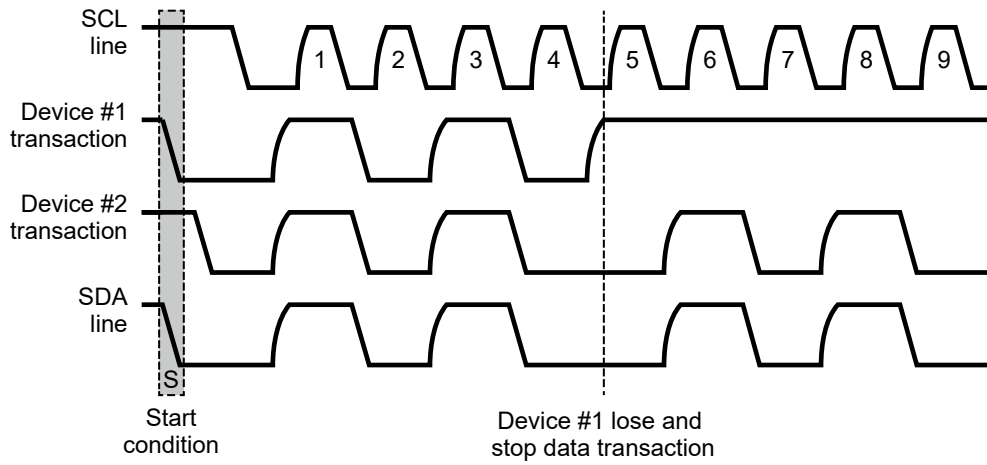 SCL
line
1 2 3 4 5 6 7 8 9
Device #1
transaction
Device #2
transaction
SDA
line
S
Start
condition
Device #1 lose and
stop data transaction